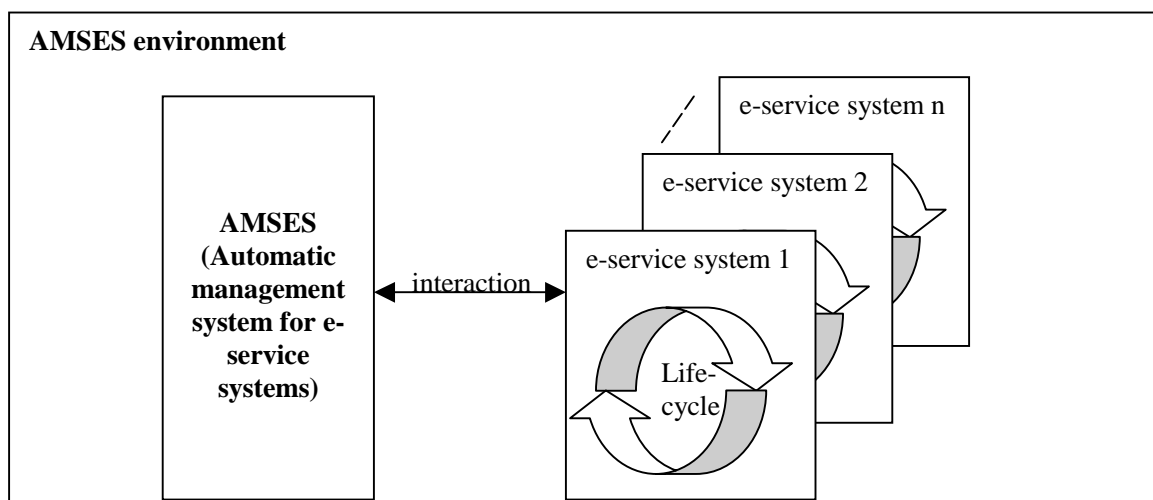 AMSES environment
e-service system n
e-service system 2
AMSES
(Automatic
management
system for e-
service
systems)
interaction
e-service system 1
Life-
cycle